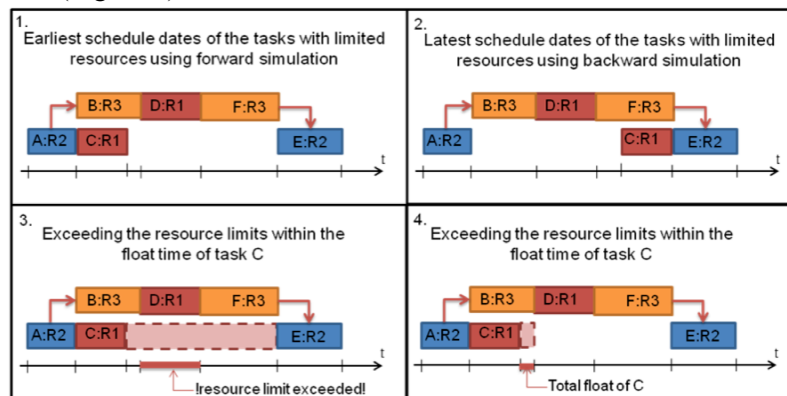 1.
Earliest schedule dates of the tasks with limited
resources using forward simulation
B:R3 D:R1 F:R3
A:R2 C:R1 E:R2
t
2.
Latest schedule dates of the tasks with limited
resources using backward simulation
B:R3 D:R1 F:R3
A:R2 C:R1 E:R2
t
3.
Exceeding the resource limits within the
float time of task C
B:R3 D:R1 F:R3
A:R2 C:R1 E:R2
t
!resource limit exceeded!
4.
Exceeding the resource limits within the
float time of task C
B:R3 D:R1 F:R3
A:R2 C:R1 E:R2
t
Total float of C